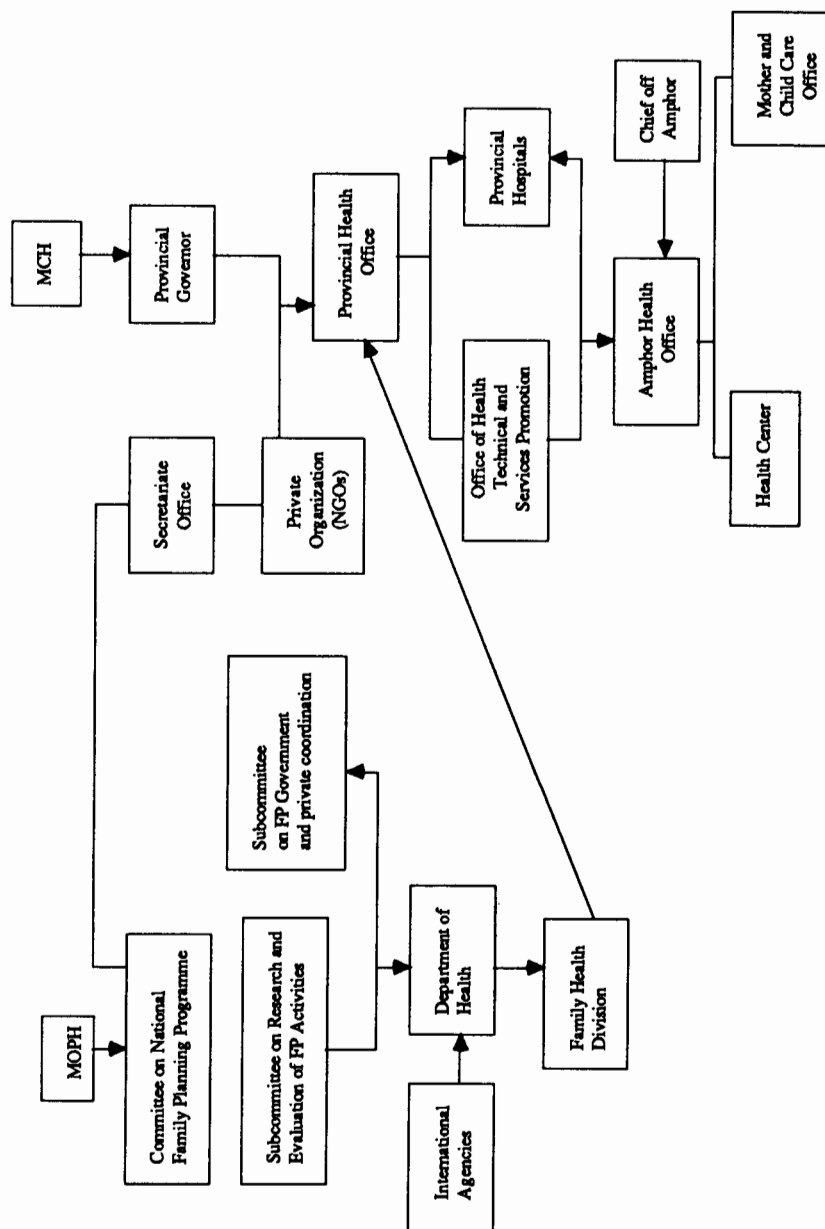 MOPH
MCH
Committee on National
Family Planning Programme
Secretariate
Office
Provincial
Governor
Subcommittee on Research and
Evaluation of FP Activities
Subcommittee
on FP Government
and private coordination
Private
Organization
(NGOs)
Provincial Health
Office
International
Agencies
Department of
Health
Family Health
Division
Office of Health
Technical and
Services Promotion
Provincial
Hospitals
Amphor Health
Office
Chief off
Amphor
Health Center
Mother and
Child Care
Office